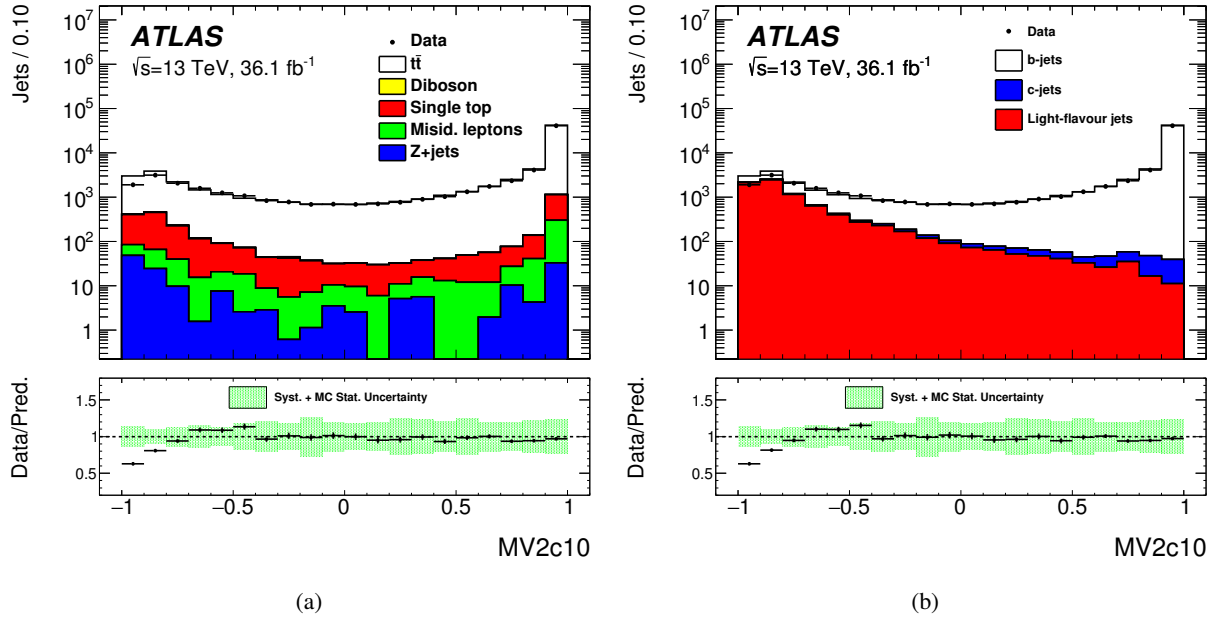 Jets / 0.10
10⁷
10⁶
10⁵
10⁴
10³
10²
10
1
ATLAS
√s=13 TeV, 36.1 fb⁻¹
Data
tt̄
Diboson
Single top
Misid. leptons
Z+jets
Data/Pred.
1.5
1
0.5
Syst. + MC Stat. Uncertainty
−1
−0.5
0
0.5
1
MV2c10
(a)
Jets / 0.10
10⁷
10⁶
10⁵
10⁴
10³
10²
10
1
ATLAS
√s=13 TeV, 36.1 fb⁻¹
Data
b-jets
c-jets
Light-flavour jets
Data/Pred.
1.5
1
0.5
Syst. + MC Stat. Uncertainty
−1
−0.5
0
0.5
1
MV2c10
(b)